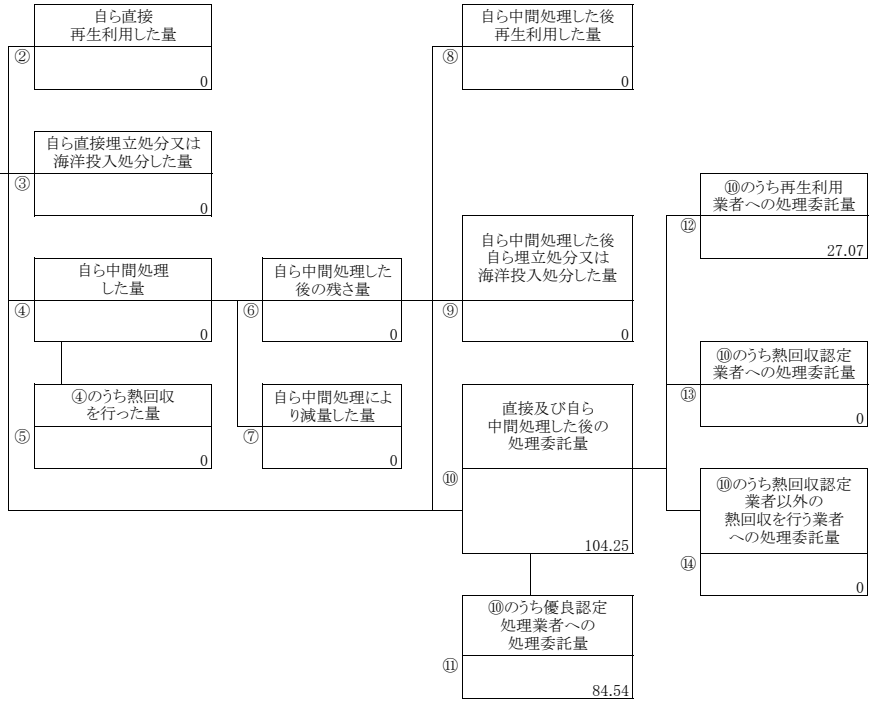 自ら直接
再生利用した量
②
0
自ら直接埋立処分又は
海洋投入処分した量
③
0
自ら中間処理
した量
④
0
④のうち熱回収
を行った量
⑤
0
自ら中間処理した
後の残さ量
⑥
0
自ら中間処理によ
り減量した量
⑦
0
自ら中間処理した後
再生利用した量
⑧
0
自ら中間処理した後
自ら埋立処分又は
海洋投入処分した量
⑨
0
直接及び自ら
中間処理した後の
処理委託量
⑩
104.25
⑩のうち優良認定
処理業者への
処理委託量
⑪
84.54
⑩のうち再生利用
業者への処理委託量
⑫
27.07
⑩のうち熱回収認定
業者への処理委託量
⑬
0
⑩のうち熱回収認定
業者以外の
熱回収を行う業者
への処理委託量
⑭
0